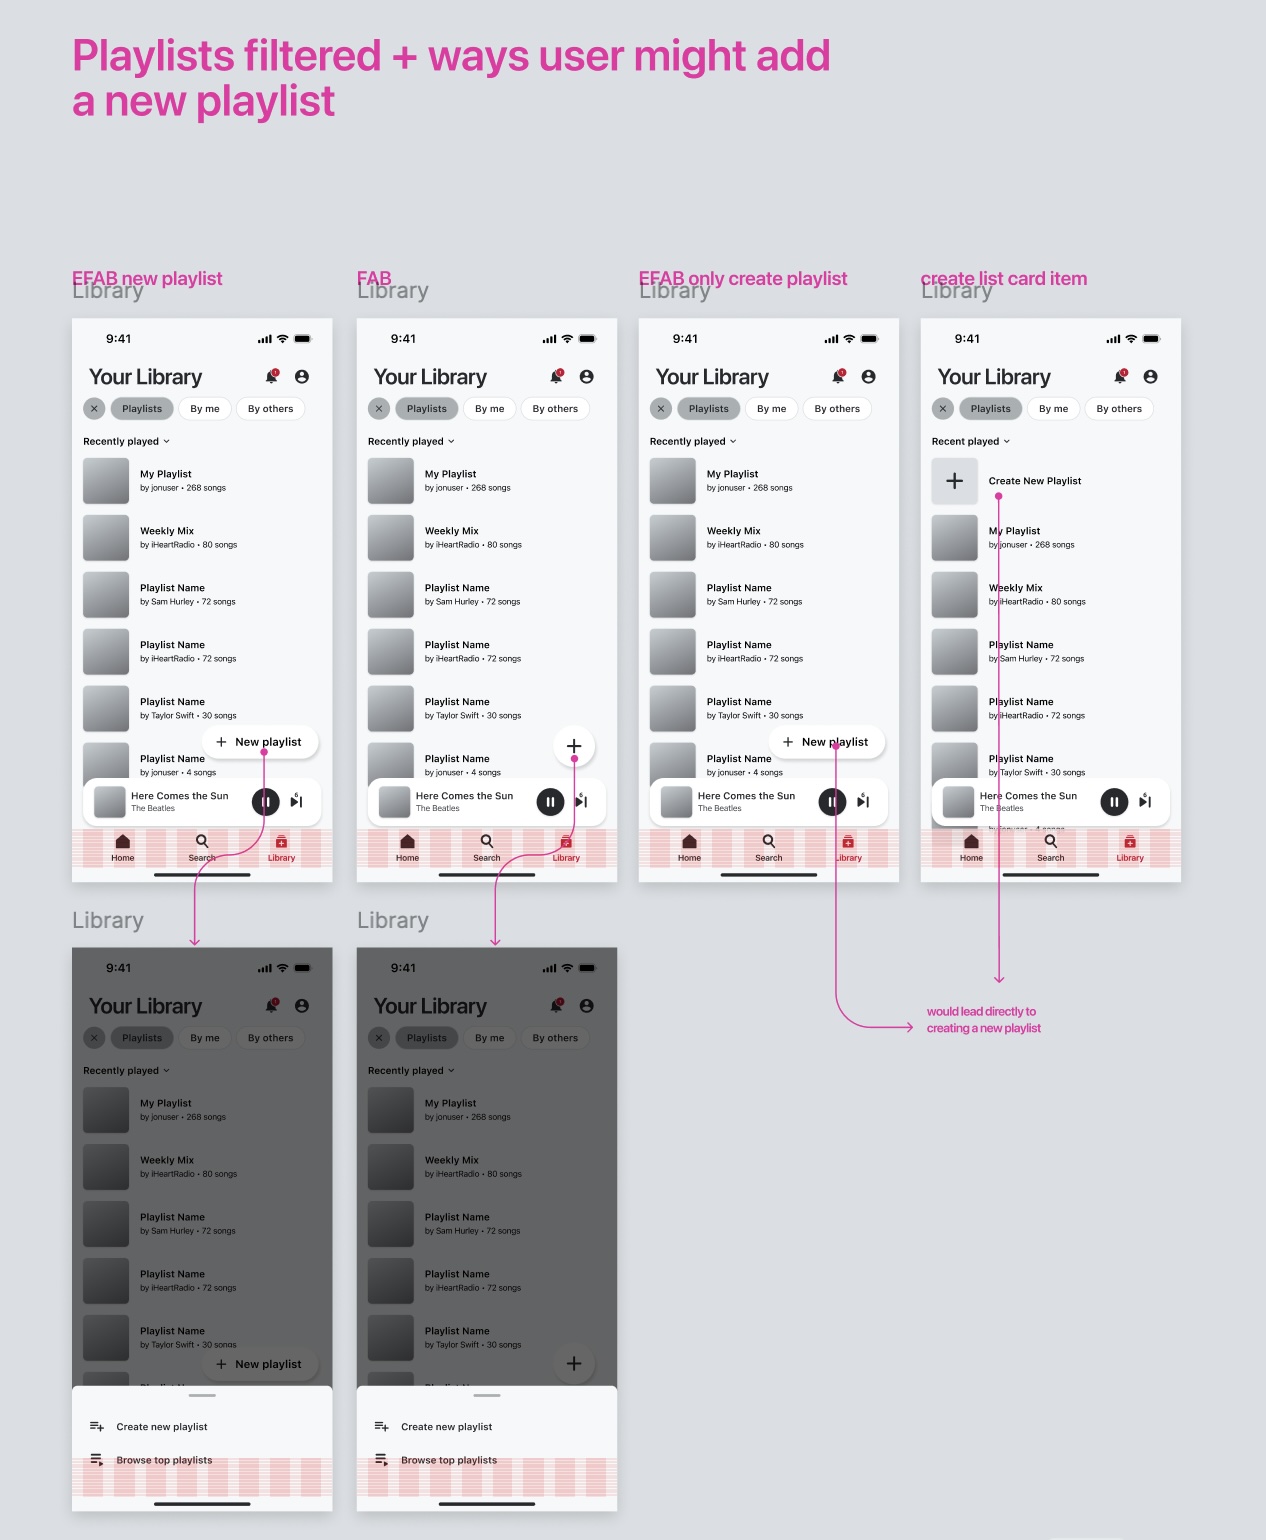 Playlists filtered + ways user might add
a new playlist
EFAB new playlist
Library
9:41
Your Library
Playlists
By me
By others
Recently played
My Playlist
by jonuser • 268 songs
Weekly Mix
by iHeartRadio • 80 songs
Playlist Name
by Sam Hurley • 72 songs
Playlist Name
by iHeartRadio • 72 songs
Playlist Name
by Taylor Swift • 30 songs
+ New playlist
Playlist Name
by jonuser • 4 songs
Here Comes the Sun
The Beatles
6
Home
Search
Library
FAB
Library
9:41
Your Library
Playlists
By me
By others
Recently played
My Playlist
by jonuser • 268 songs
Weekly Mix
by iHeartRadio • 80 songs
Playlist Name
by Sam Hurley • 72 songs
Playlist Name
by iHeartRadio • 72 songs
Playlist Name
by Taylor Swift • 30 songs
Playlist Name
by jonuser • 4 songs
Here Comes the Sun
The Beatles
6
Home
Search
Library
EFAB only create playlist
Library
9:41
Your Library
Playlists
By me
By others
Recently played
My Playlist
by jonuser • 268 songs
Weekly Mix
by iHeartRadio • 80 songs
Playlist Name
by Sam Hurley • 72 songs
Playlist Name
by iHeartRadio • 72 songs
Playlist Name
by Taylor Swift • 30 songs
+ New playlist
Playlist Name
by jonuser • 4 songs
Here Comes the Sun
The Beatles
6
Home
Search
Library
create list card item
Library
9:41
Your Library
Playlists
By me
By others
Recent played
Create New Playlist
My Playlist
by jonuser • 268 songs
Weekly Mix
by iHeartRadio • 80 songs
Playlist Name
by Sam Hurley • 72 songs
Playlist Name
by iHeartRadio • 72 songs
Playlist Name
by Taylor Swift • 30 songs
Here Comes the Sun
The Beatles
6
Home
Search
Library
Library
9:41
Your Library
Playlists
By me
By others
Recently played
My Playlist
by jonuser • 268 songs
Weekly Mix
by iHeartRadio • 80 songs
Playlist Name
by Sam Hurley • 72 songs
Playlist Name
by iHeartRadio • 72 songs
Playlist Name
by Taylor Swift • 30 songs
+ New playlist
Create new playlist
Browse top playlists
Library
9:41
Your Library
Playlists
By me
By others
Recently played
My Playlist
by jonuser • 268 songs
Weekly Mix
by iHeartRadio • 80 songs
Playlist Name
by Sam Hurley • 72 songs
Playlist Name
by iHeartRadio • 72 songs
Playlist Name
by Taylor Swift • 30 songs
Create new playlist
Browse top playlists
would lead directly to
creating a new playlist